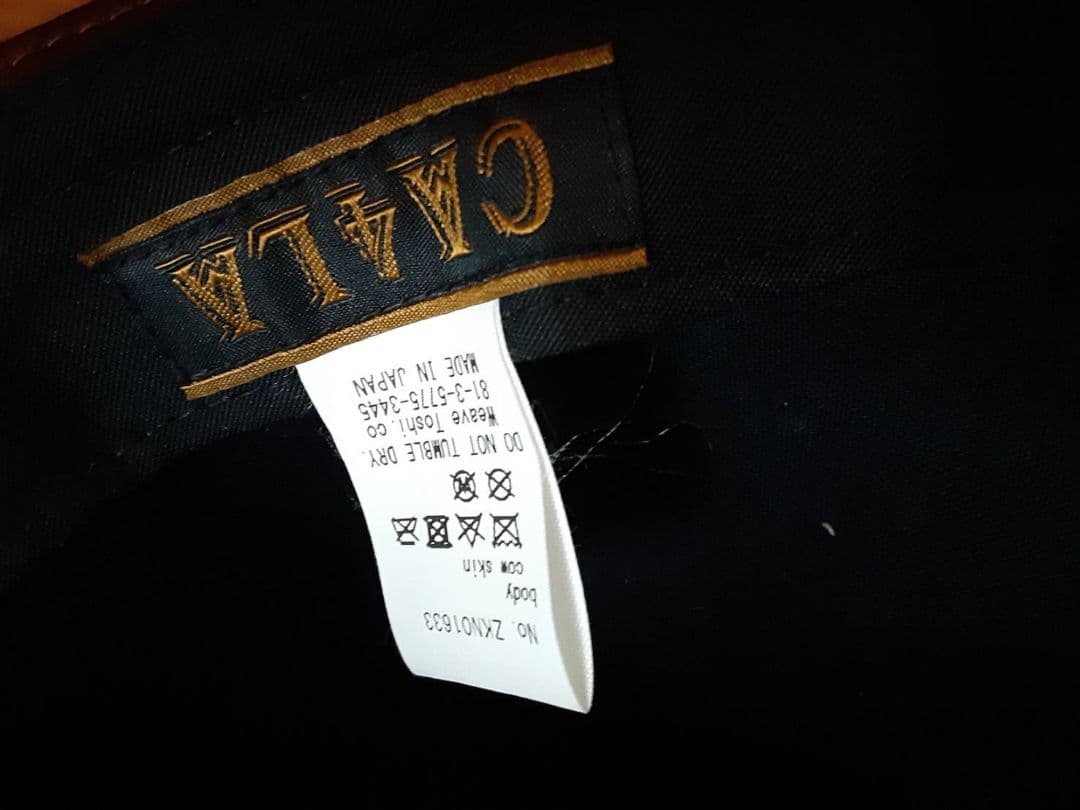 CA4LA
No. ZKN01633
body
cow skin
DO NOT TUMBLE DRY.
Weave Toshi.co
81-3-5775-3445
MADE IN JAPAN